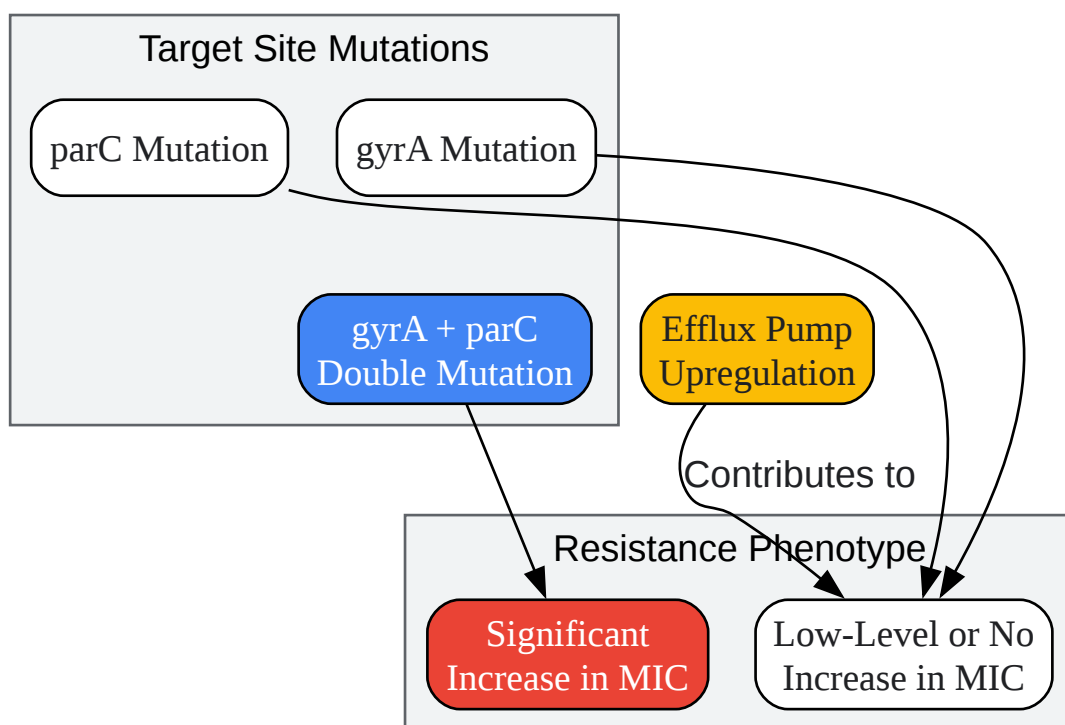 Target Site Mutations
parC Mutation
gyrA Mutation
gyrA + parC
Double Mutation
Efflux Pump
Upregulation
Contributes to
Resistance Phenotype
Significant
Increase in MIC
Low-Level or No
Increase in MIC